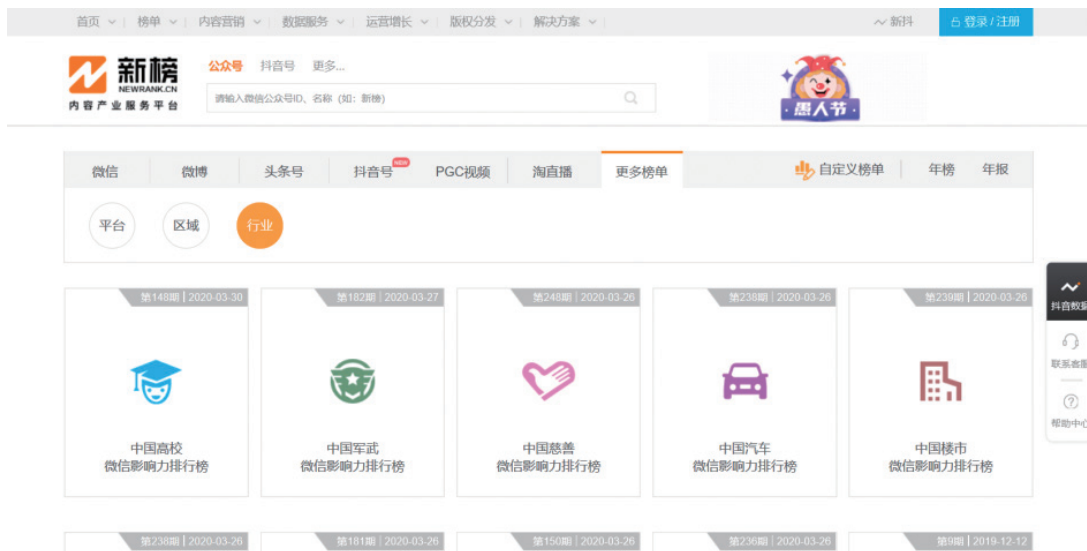 首页 榜单 内容营销 数据服务 运营增长 版权分发 解决方案 新抖 登录 / 注册
新榜
NEWRANK.CN
内容产业服务平台
公众号 抖音号 更多...
请输入微信公众号ID、名称 (如: 新榜)
愚人节
微信 微博 头条号 抖音号 NEW PGC视频 淘直播 更多榜单 自定义榜单 年榜 年报
平台 区域 行业
第148期 | 2020-03-30 第182期 | 2020-03-27 第248期 | 2020-03-26 第238期 | 2020-03-26 第239期 | 2020-03-26
中国高校 中国军武 中国慈善 中国汽车 中国楼市
微信影响力排行榜 微信影响力排行榜 微信影响力排行榜 微信影响力排行榜 微信影响力排行榜
抖音数据
联系客服
帮助中心
第238期 | 2020-03-26 第181期 | 2020-03-26 第150期 | 2020-03-26 第236期 | 2020-03-26 第9期 | 2019-12-12